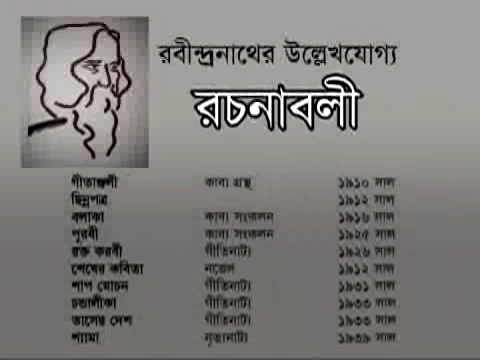 রবীন্দ্রনাথের উল্লেখযোগ্য
রচনাবলী
গীতাঞ্জলী কাব্য গ্রন্থ ১৯১০ সাল
ছিন্নপত্র ১৯১২ সাল
বলাকা কাব্য সংকলন ১৯১৬ সাল
পূরবী কাব্য সংকলন ১৯২৫ সাল
রক্ত করবী গীতিনাট্য ১৯২৬ সাল
শেষের কবিতা নভেল ১৯১২ সাল
শাপ মোচন গীতিনাট্য ১৯৩১ সাল
চন্ডালীকা গীতিনাট্য ১৯৩৩ সাল
তাসের দেশ গীতিনাট্য ১৯৩৩ সাল
শ্যামা নৃত্যনাট্য ১৯৩৯ সাল